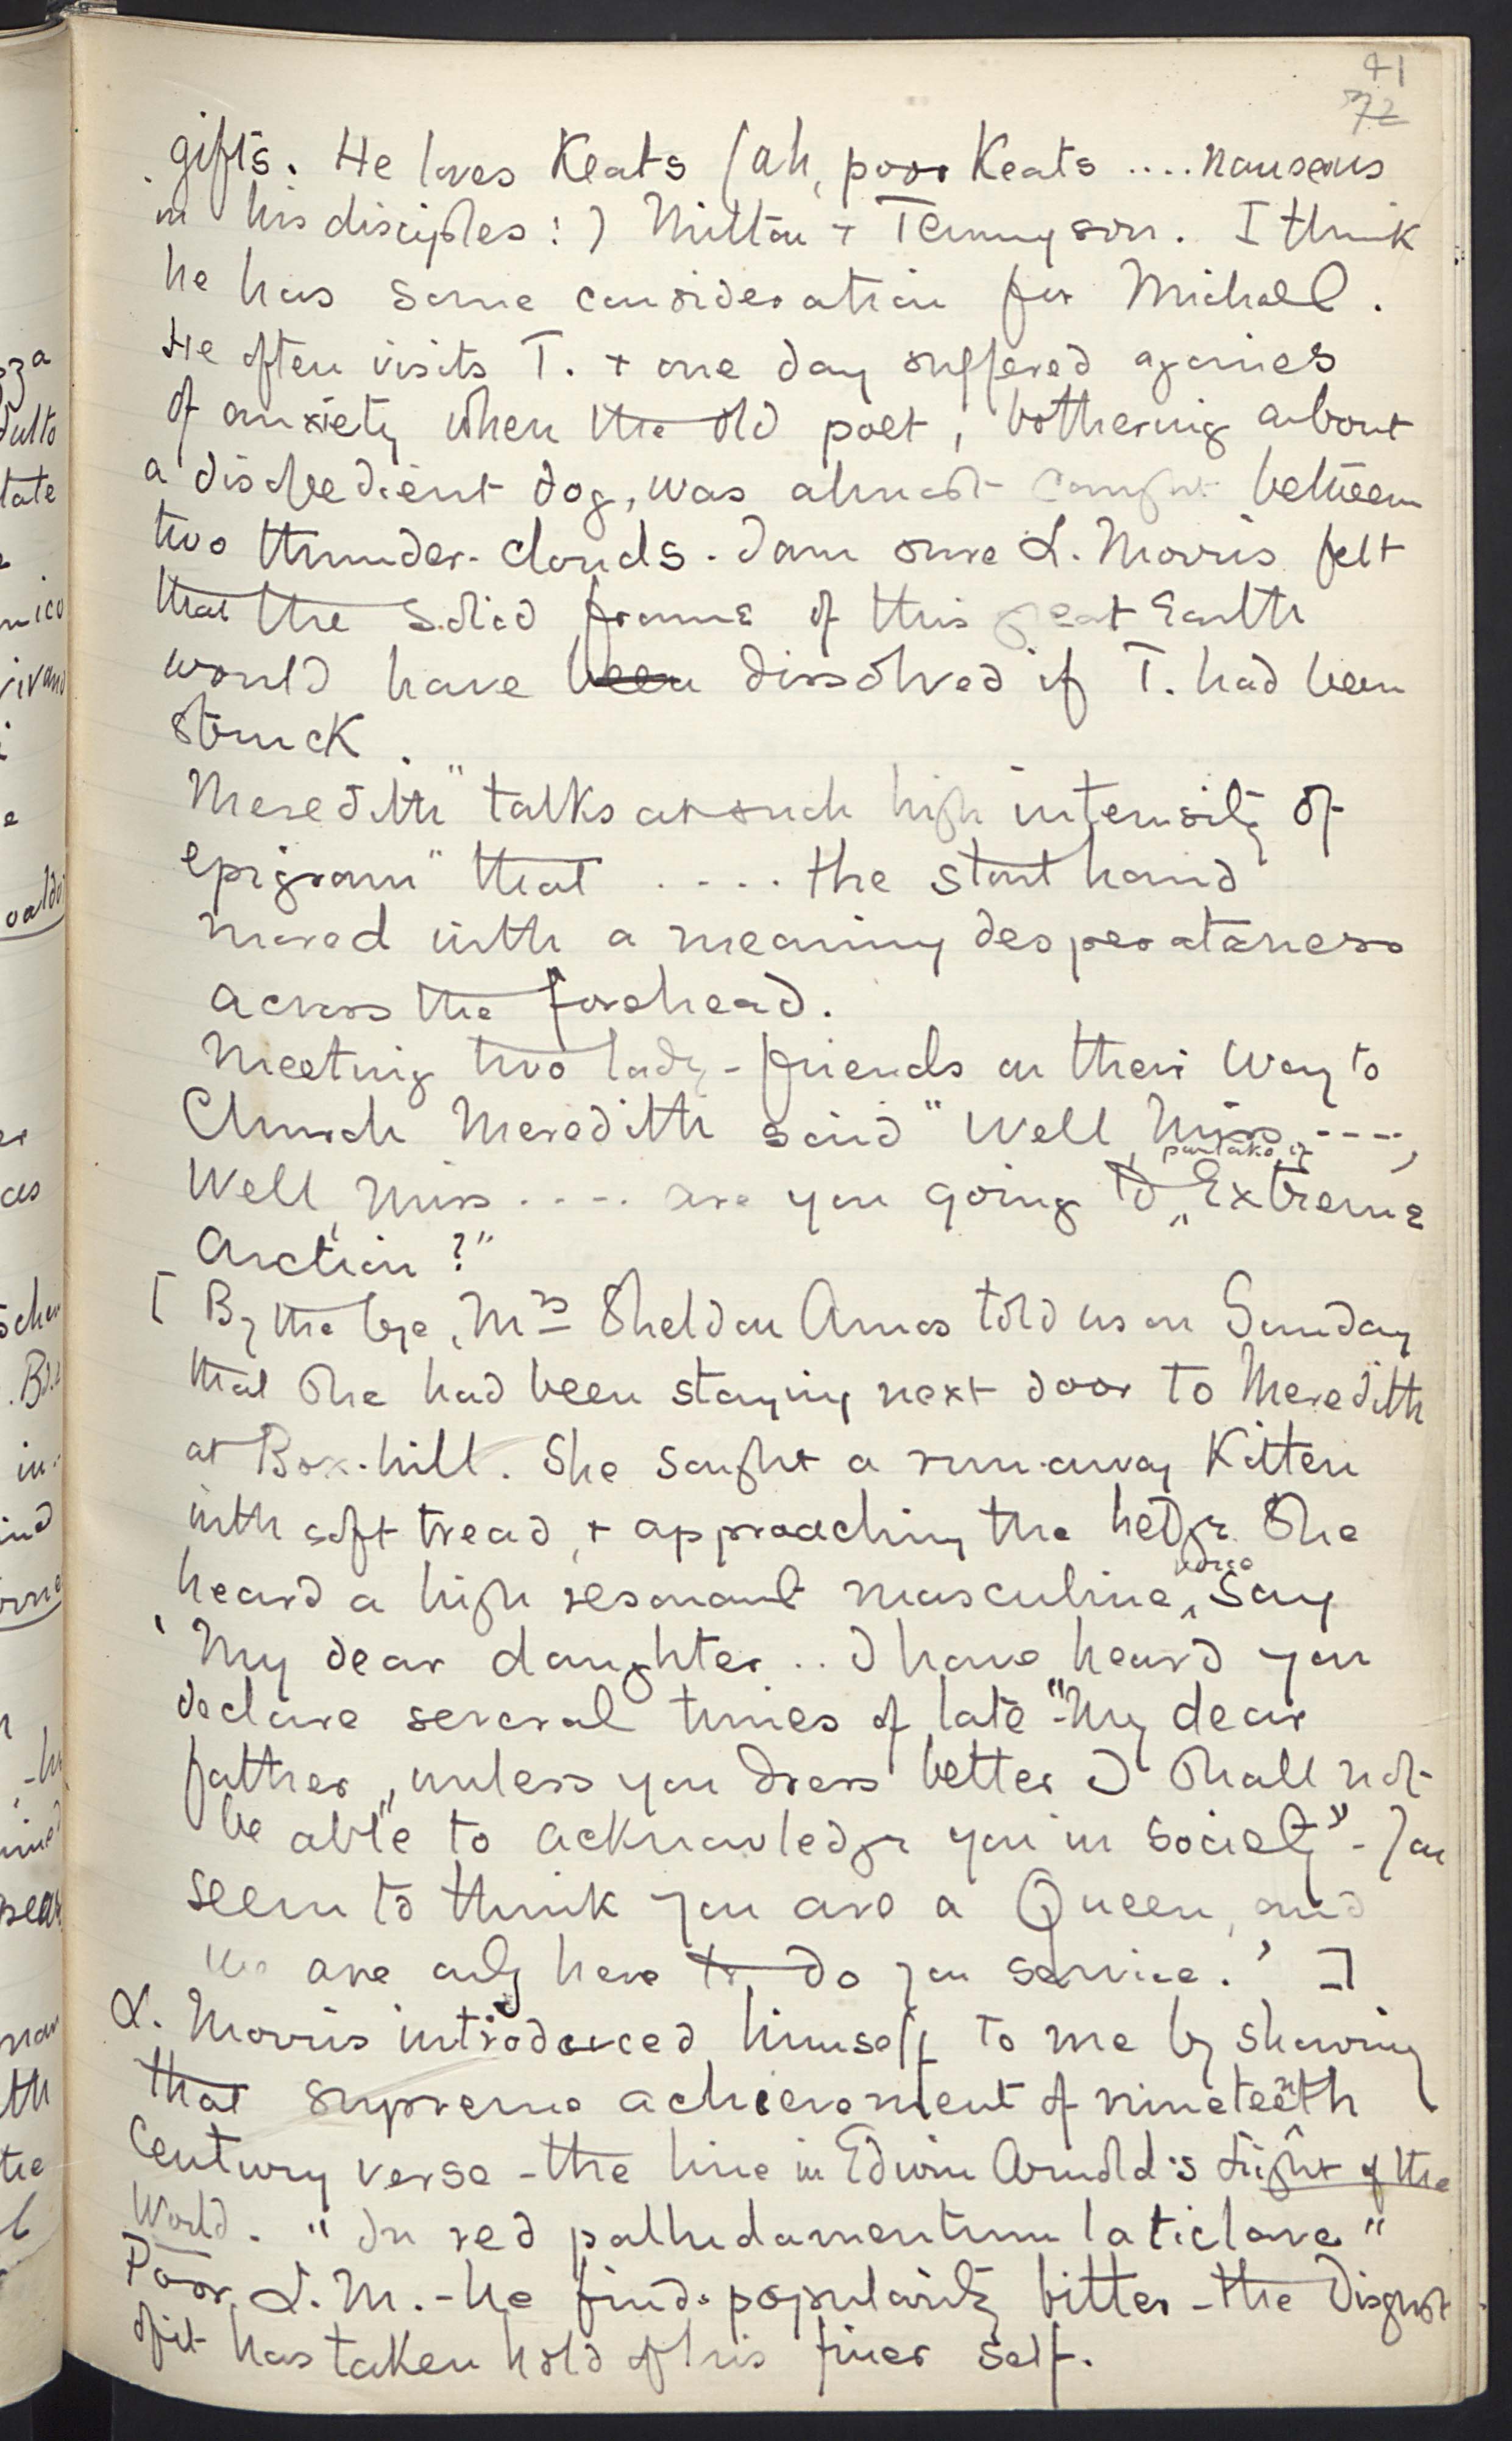 41
72
gifts. He loves Keats (ah, poor Keats .... nauseous
in his disciples!) Milton + Tennyson. I think
he has some consideration for Michael.
He often visits T. + one day suffered agonies
of anxiety when the old poet, bothering about
a disobedient dog, was almost caught between
two thunder-clouds. I am sure L. Morris felt
that the solid frame of this great Earth
would have been dissolved if T. had been
struck.
Meredith "talks at such high intensity of
epigram" that .... the stout hand
moved with a meaning desperateness
across the forehead.
Meeting two lady-friends on their way to
Church Meredith said "Well, Miss ----,
Well, Miss .... are you going to partake of Extreme
Unction?"
[ By the bye, Mrs Sheldon Amos told us on Sunday
that she had been staying next door to Meredith
at Box-hill. She sought a run-away Kitten
with soft tread, + approaching the hedge she
heard a high resonant masculine voice say
'My dear daughter .. I have heard you
declare several times of late "My dear
father, unless you dress better I shall not
be able to acknowledge you in society" - You
seem to think you are a Queen, and
we are only here to do you service.' ]
L. Morris introduced himself to me by shewing
that supreme achievement of nineteenth
Century verse - the line in Edwin Arnold's Light of the
World. "In red palludamentum laticlave"
Poor L. M. - he finds popularity bitter - the disgust
of it has taken hold of his finer self.